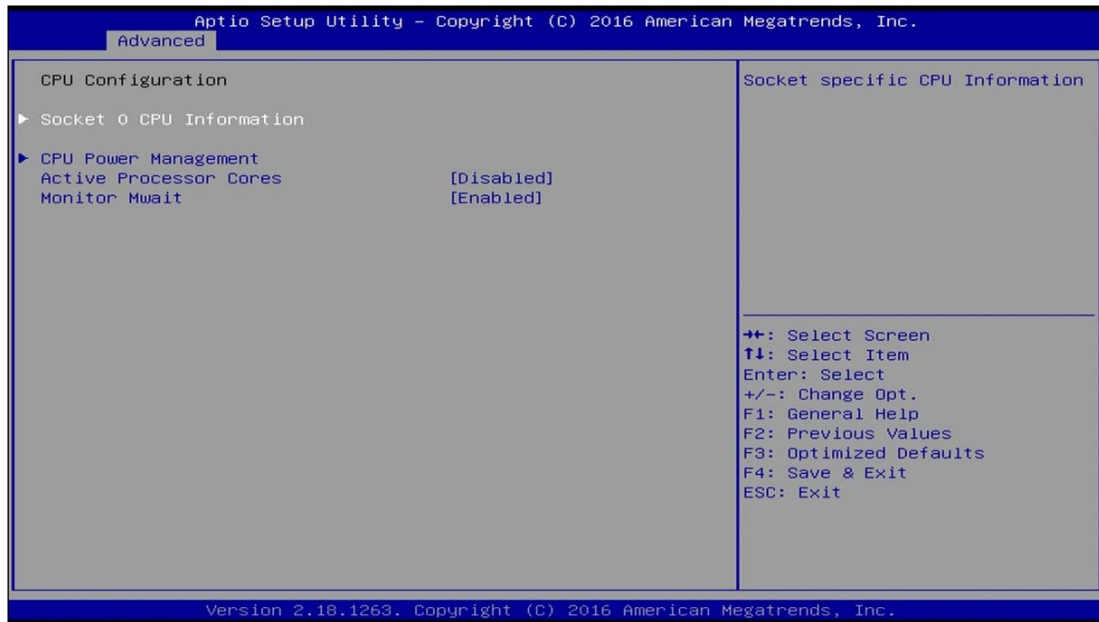 Aptio Setup Utility – Copyright (C) 2016 American Megatrends, Inc.
Advanced
CPU Configuration
► Socket 0 CPU Information
► CPU Power Management
Active Processor Cores [Disabled]
Monitor Mwait [Enabled]
Socket specific CPU Information
→←: Select Screen
↑↓: Select Item
Enter: Select
+/-: Change Opt.
F1: General Help
F2: Previous Values
F3: Optimized Defaults
F4: Save & Exit
ESC: Exit
Version 2.18.1263. Copyright (C) 2016 American Megatrends, Inc.